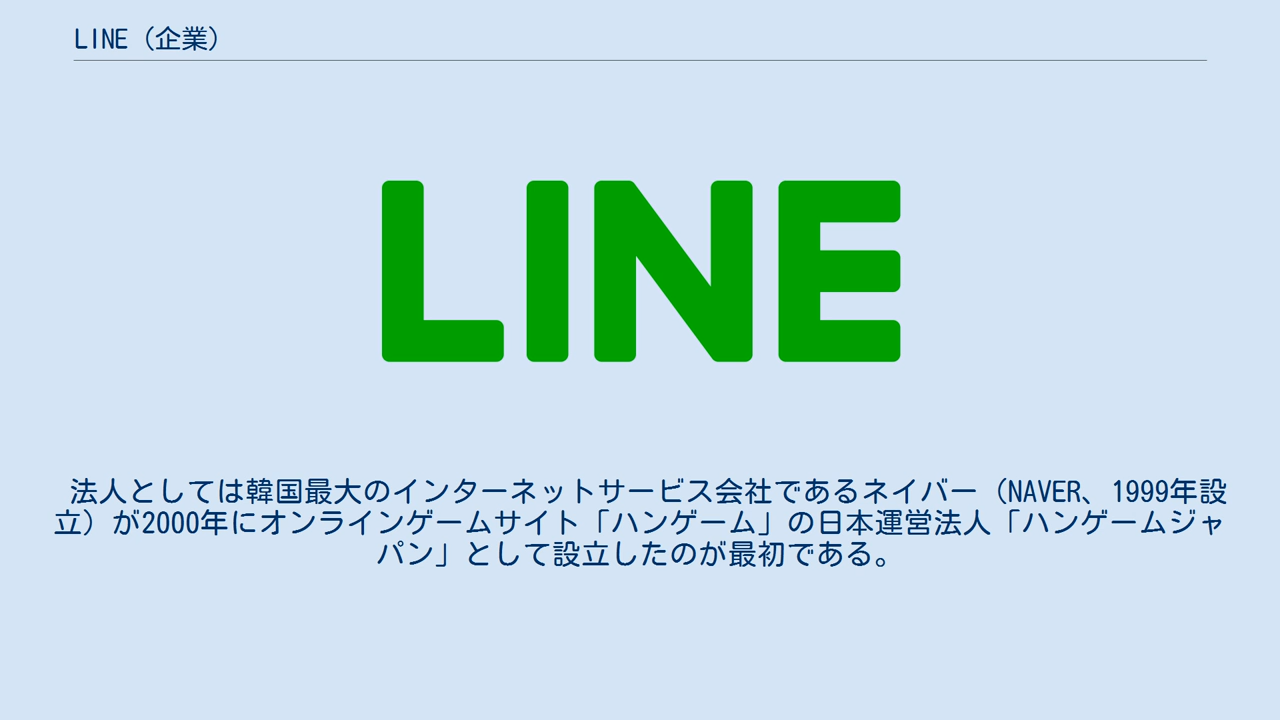 LINE（企業）
LINE
法人としては韓国最大のインターネットサービス会社であるネイバー（NAVER、1999年設
立）が2000年にオンラインゲームサイト「ハンゲーム」の日本運営法人「ハンゲームジャ
パン」として設立したのが最初である。